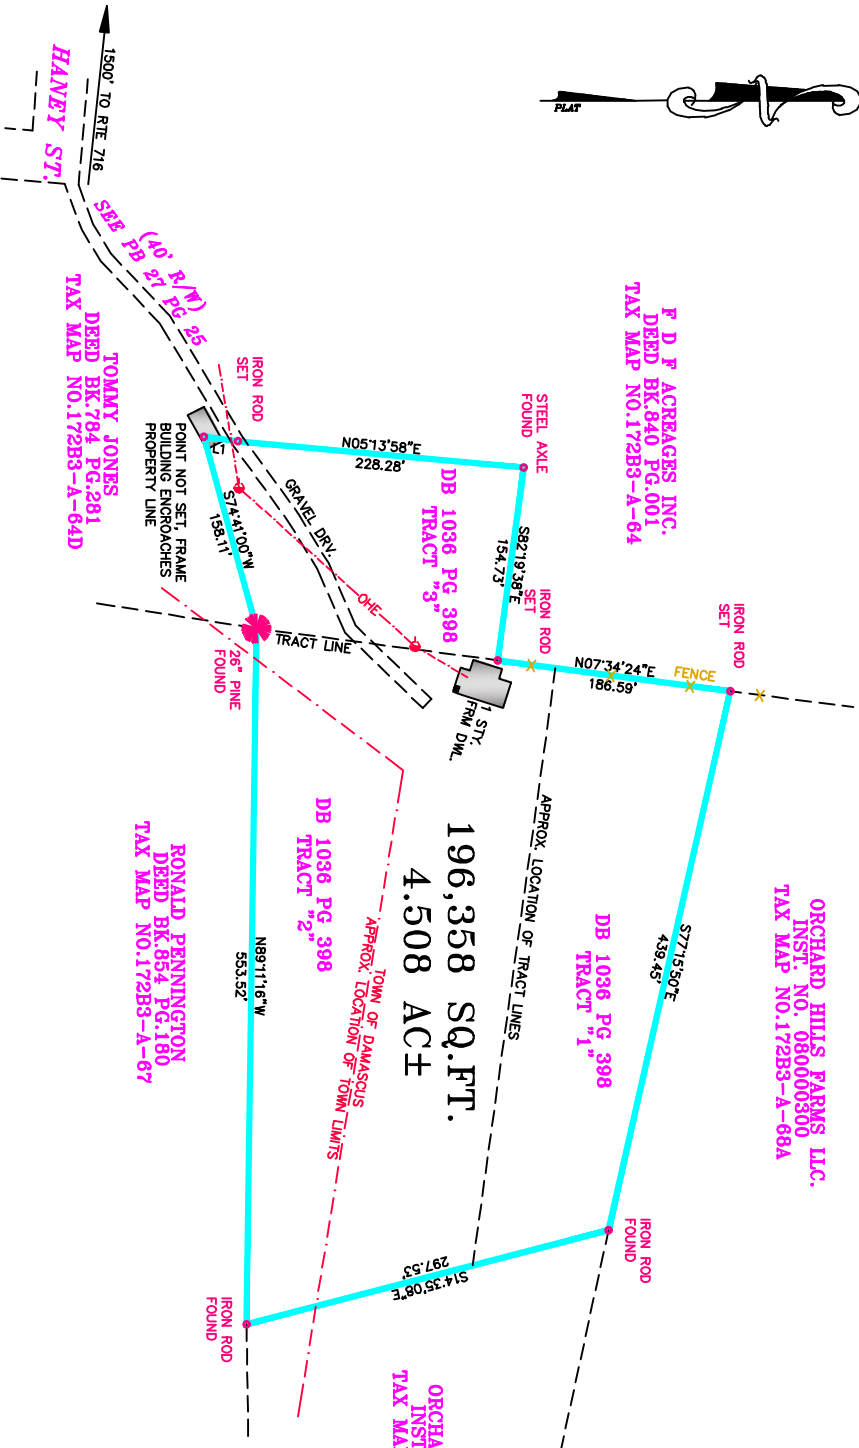 N
PLAT
1500' TO RTE 716
HANEY ST.
(40' R/W)
SEE PB 27 PG 25
F D F ACREAGES INC.
DEED BK.840 PG.001
TAX MAP NO.172B3-A-64
TOMMY JONES
DEED BK.784 PG.281
TAX MAP NO.172B3-A-64D
IRON ROD
SET
STEEL AXLE
FOUND
N05°13'58"E
228.28'
L1
POINT NOT SET, FRAME
BUILDING ENCROACHES
PROPERTY LINE
S74°41'00"W
158.11'
GRAVEL DRV.
OHE
DB 1036 PG 398
TRACT "3"
S82°19'38"E
154.73'
IRON ROD
SET
IRON ROD
SET
N07°34'24"E
186.59'
FENCE
TRACT LINE
26" PINE
FOUND
1 STY.
FRM DWL.
APPROX. LOCATION OF TRACT LINES
196,358 SQ.FT.
4.508 AC±
DB 1036 PG 398
TRACT "2"
DB 1036 PG 398
TRACT "1"
S77°15'50"E
439.45'
ORCHARD HILLS FARMS LLC.
INST. NO. 080000300
TAX MAP NO.172B3-A-68A
TOWN OF DAMASCUS
APPROX. LOCATION OF TOWN LIMITS
N89°11'16"W
553.52'
RONALD PENNINGTON
DEED BK.854 PG.180
TAX MAP NO.172B3-A-67
IRON ROD
FOUND
S14°35'08"E
297.53'
IRON ROD
FOUND
ORCHA
INST
TAX MA